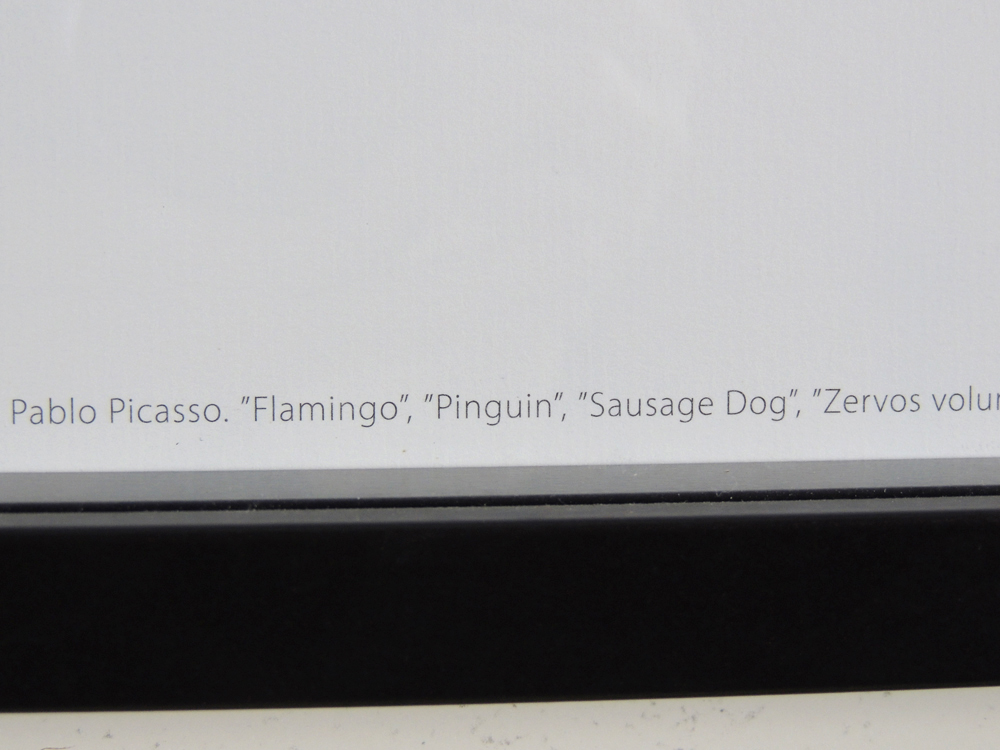 Pablo Picasso. ”Flamingo”, ”Pinguin”, ”Sausage Dog”, ”Zervos